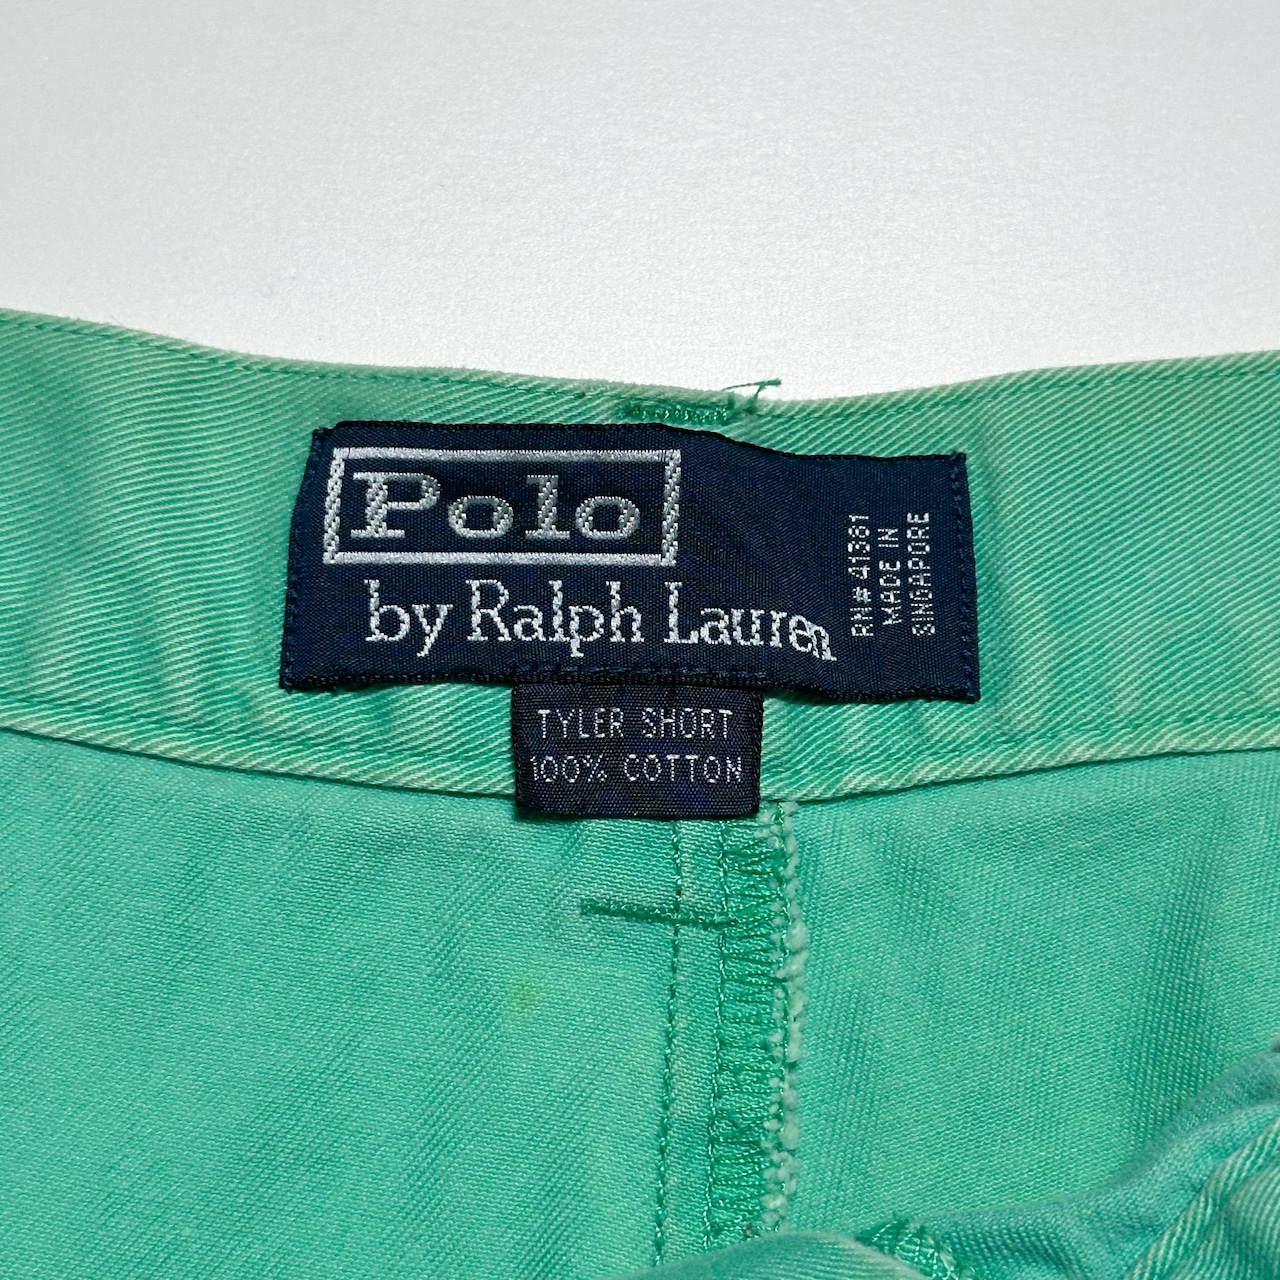 Polo
by Ralph Lauren
RN# 41381
MADE IN
SINGAPORE
TYLER SHORT
100% COTTON